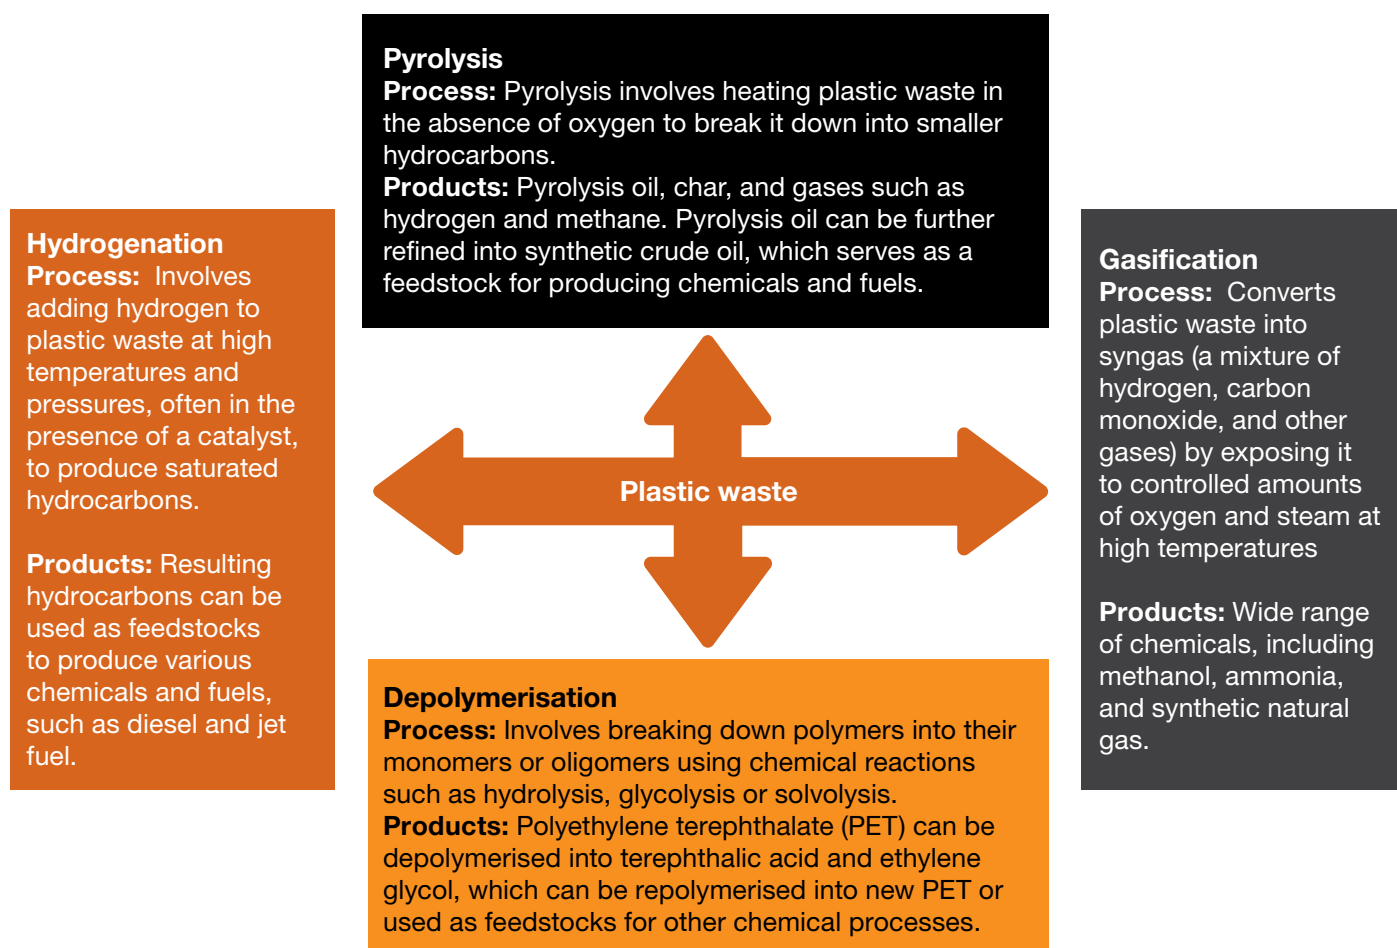 Pyrolysis
Process: Pyrolysis involves heating plastic waste in
the absence of oxygen to break it down into smaller
hydrocarbons.
Products: Pyrolysis oil, char, and gases such as
hydrogen and methane. Pyrolysis oil can be further
refined into synthetic crude oil, which serves as a
feedstock for producing chemicals and fuels.
Hydrogenation
Process: Involves
adding hydrogen to
plastic waste at high
temperatures and
pressures, often in the
presence of a catalyst,
to produce saturated
hydrocarbons.
Products: Resulting
hydrocarbons can be
used as feedstocks
to produce various
chemicals and fuels,
such as diesel and jet
fuel.
Plastic waste
Gasification
Process: Converts
plastic waste into
syngas (a mixture of
hydrogen, carbon
monoxide, and other
gases) by exposing it
to controlled amounts
of oxygen and steam at
high temperatures
Products: Wide range
of chemicals, including
methanol, ammonia,
and synthetic natural
gas.
Depolymerisation
Process: Involves breaking down polymers into their
monomers or oligomers using chemical reactions
such as hydrolysis, glycolysis or solvolysis.
Products: Polyethylene terephthalate (PET) can be
depolymerised into terephthalic acid and ethylene
glycol, which can be repolymerised into new PET or
used as feedstocks for other chemical processes.